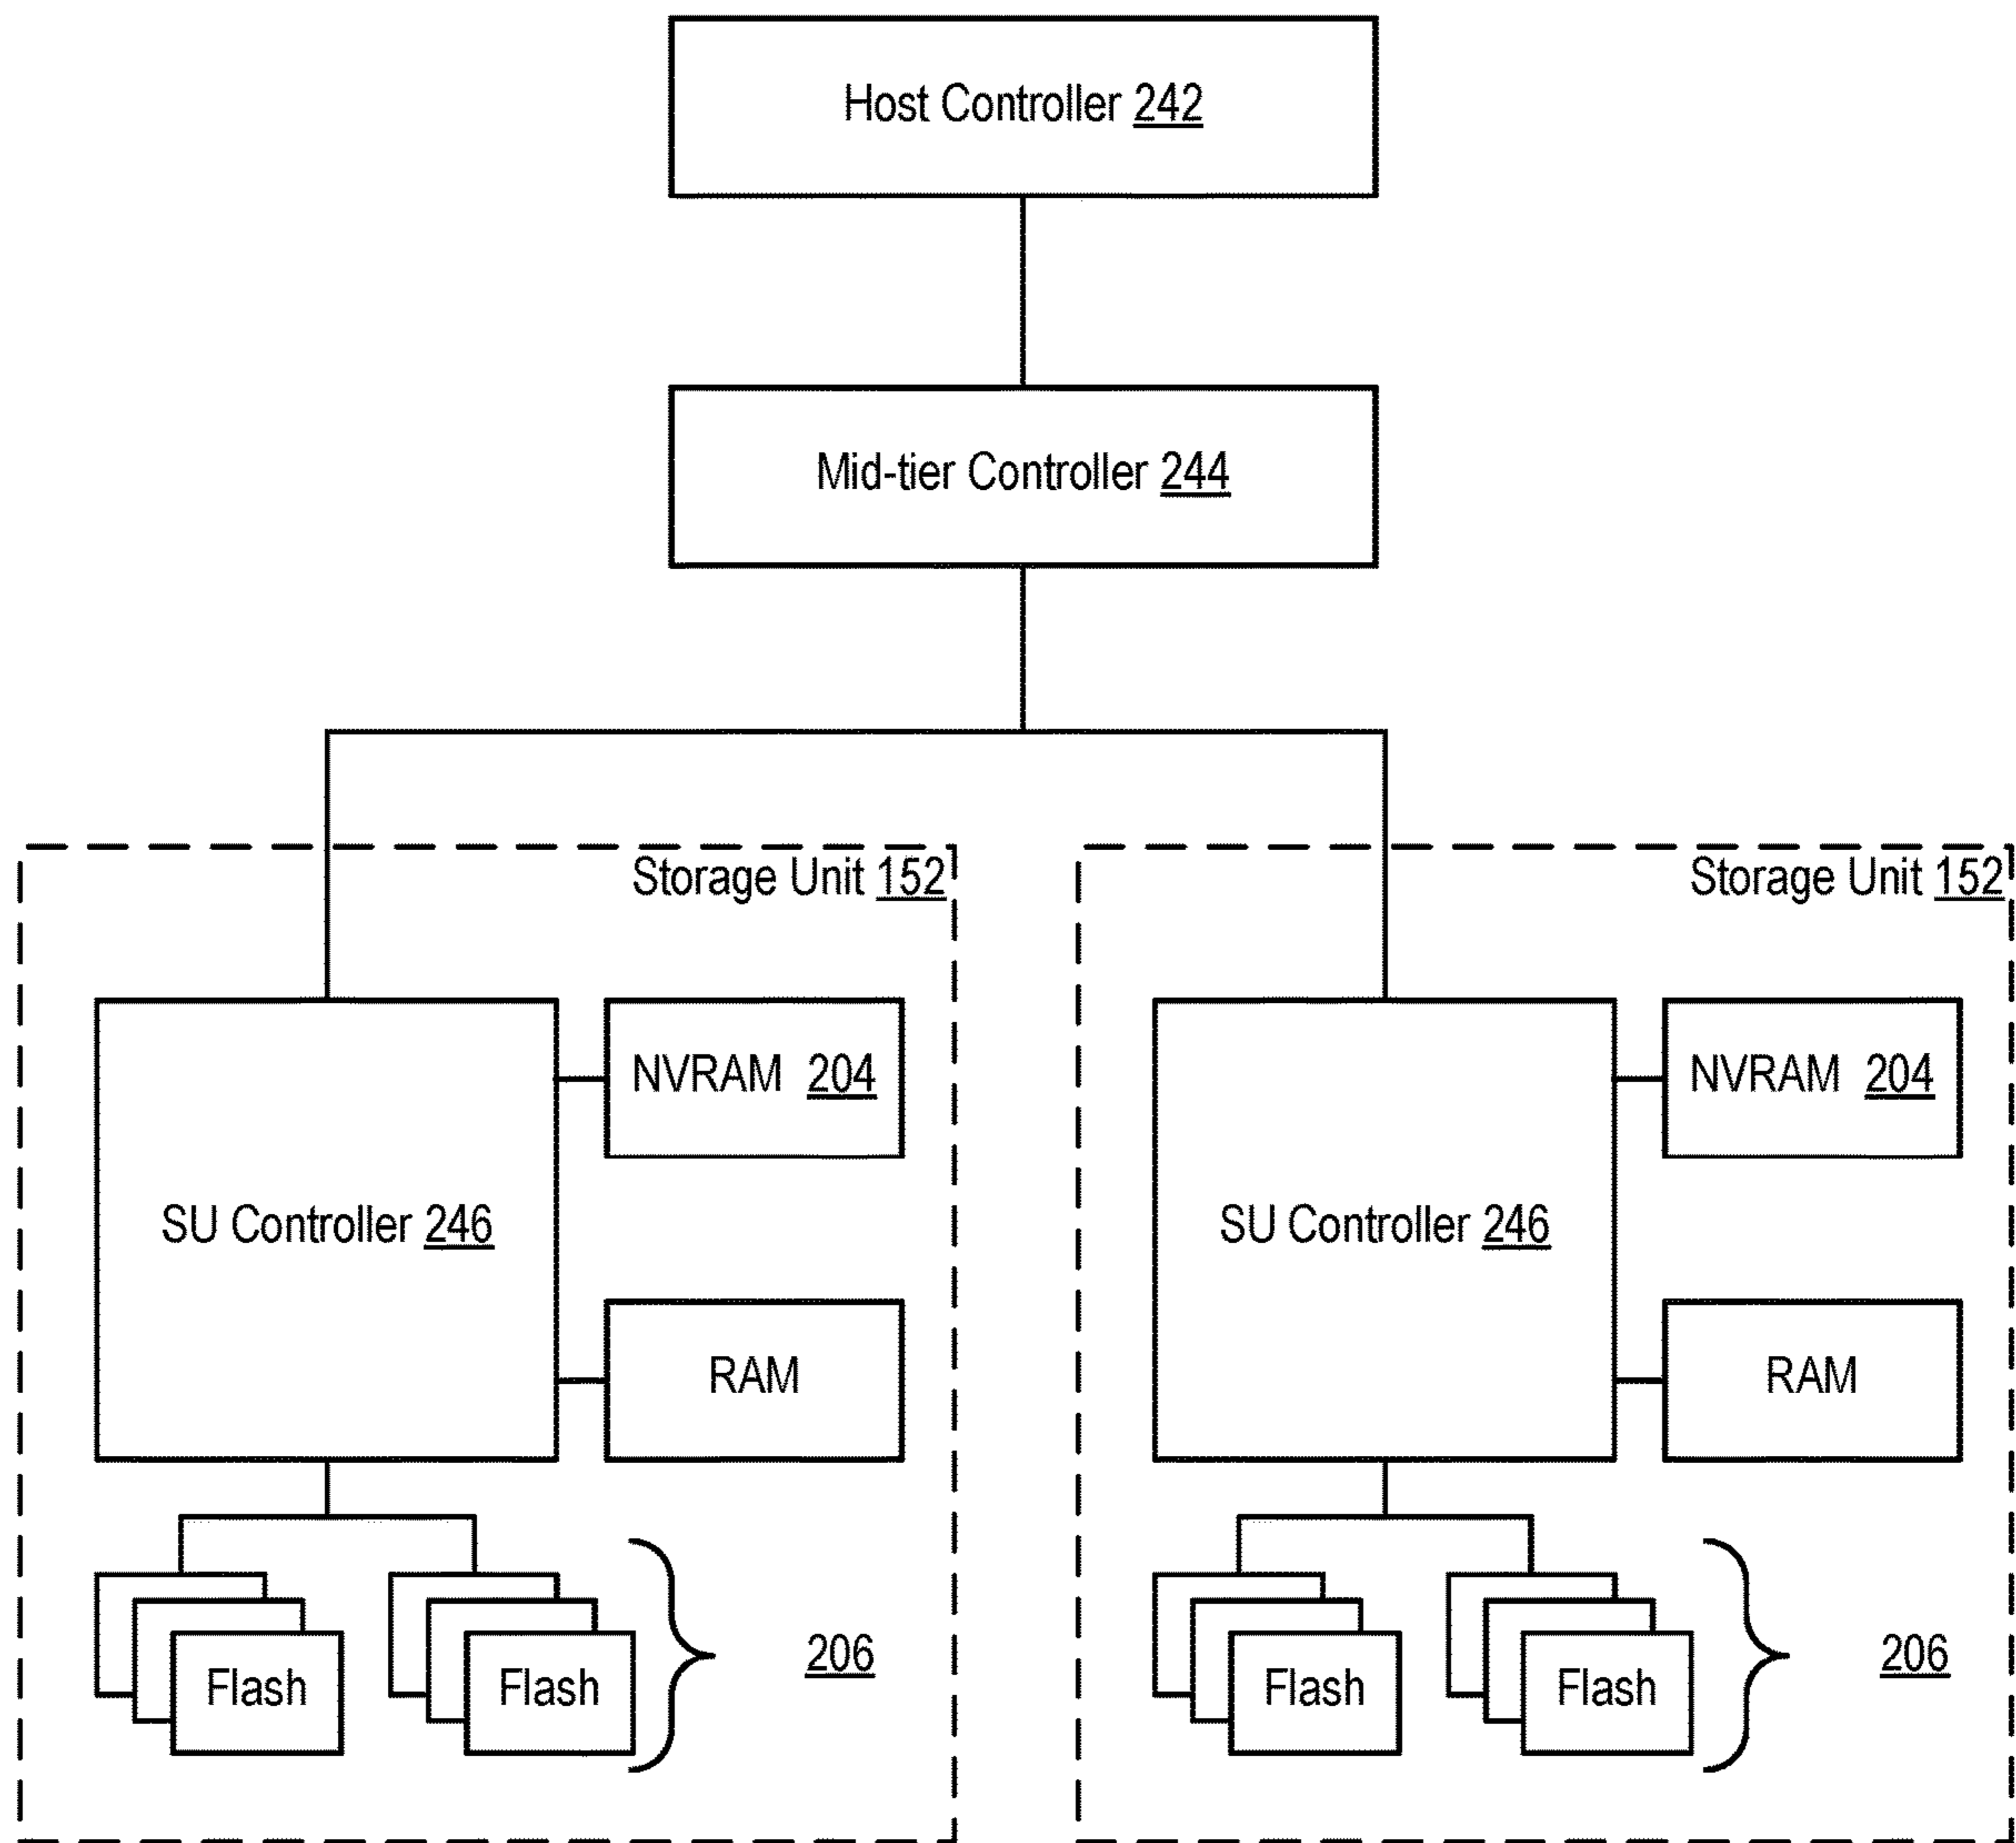 Host Controller 242
Mid-tier Controller 244
Storage Unit 152
NVRAM 204
SU Controller 246
RAM
Flash
Flash
206
Storage Unit 152
NVRAM 204
SU Controller 246
RAM
Flash
Flash
206